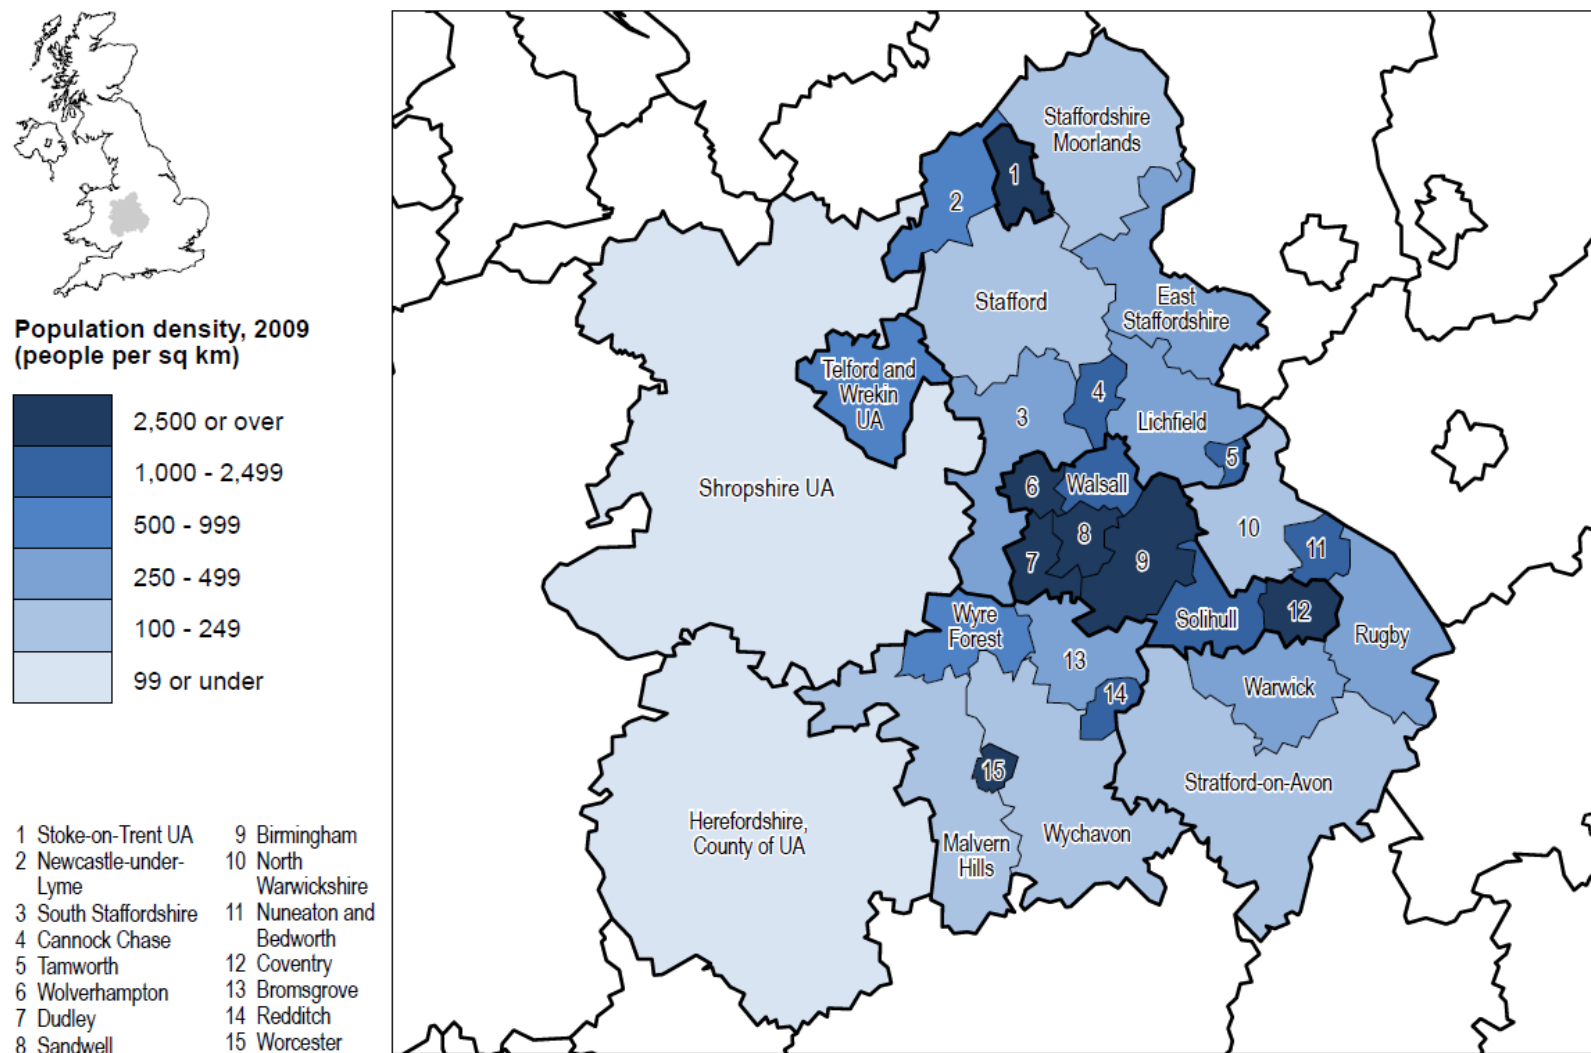 Population density, 2009
(people per sq km)
2,500 or over
1,000 - 2,499
500 - 999
250 - 499
100 - 249
99 or under
1 Stoke-on-Trent UA
2 Newcastle-under-
Lyme
3 South Staffordshire
4 Cannock Chase
5 Tamworth
6 Wolverhampton
7 Dudley
8 Sandwell
9 Birmingham
10 North
Warwickshire
11 Nuneaton and
Bedworth
12 Coventry
13 Bromsgrove
14 Redditch
15 Worcester
Staffordshire
Moorlands
1
2
Stafford
East
Staffordshire
Telford and
Wrekin
UA
4
3
Lichfield
5
Shropshire UA
6
Walsall
8
7
9
10
11
Wyre
Forest
Solihull
12
Rugby
13
14
Warwick
15
Stratford-on-Avon
Herefordshire,
County of UA
Malvern
Hills
Wychavon